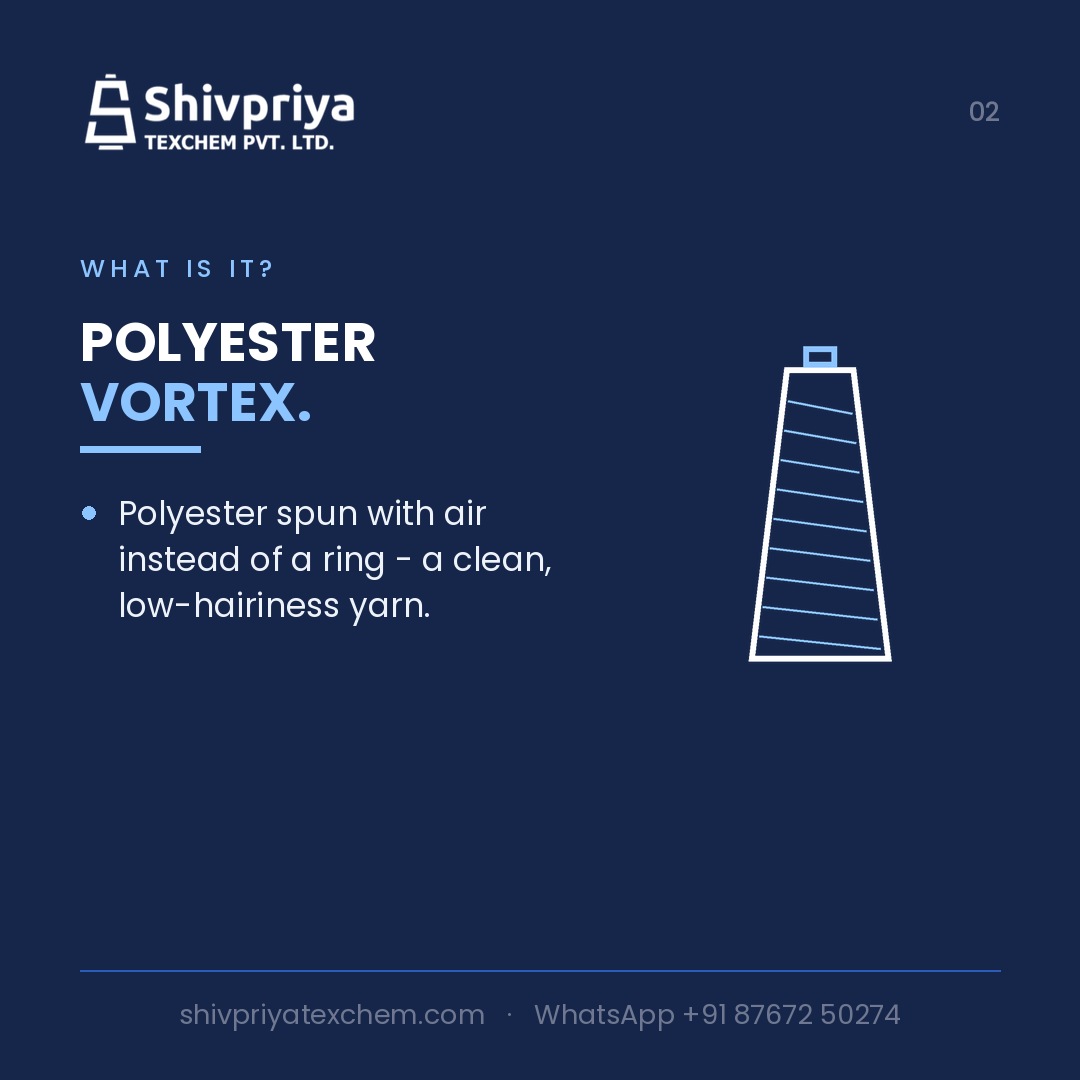 Shivpriya
TEXCHEM PVT. LTD.
02
WHAT IS IT?
POLYESTER
VORTEX.
• Polyester spun with air
instead of a ring - a clean,
low-hairiness yarn.
shivpriyatexchem.com · WhatsApp +91 87672 50274